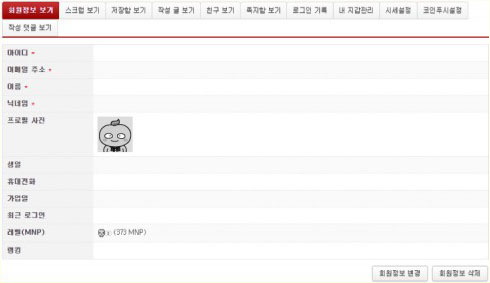 회원정보 보기 스크랩 보기 저장함 보기 작성 글 보기 친구 보기 쪽지함 보기 로그인 기록 내 지갑관리 시세설정 코인푸시설정
작성 댓글 보기
아이디 *
이메일 주소 *
이름 *
닉네임 *
프로필 사진
생일
휴대전화
가입일
최근 로그인
레벨(MNP) (373 MNP)
랭킹
회원정보 변경 회원정보 삭제